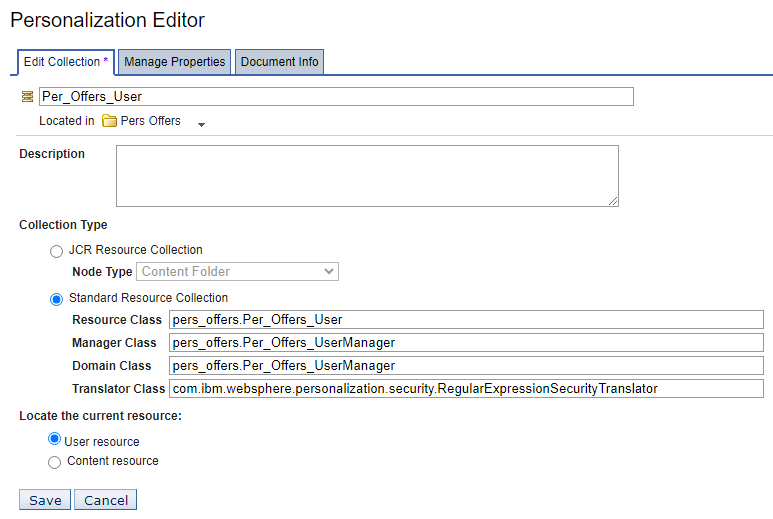 Personalization Editor
Edit Collection * Manage Properties Document Info
Per_Offers_User
Located in Pers Offers
Description
Collection Type
JCR Resource Collection
Node Type Content Folder
Standard Resource Collection
Resource Class pers_offers.Per_Offers_User
Manager Class pers_offers.Per_Offers_UserManager
Domain Class pers_offers.Per_Offers_UserManager
Translator Class com.ibm.websphere.personalization.security.RegularExpressionSecurityTranslator
Locate the current resource:
User resource
Content resource
Save Cancel